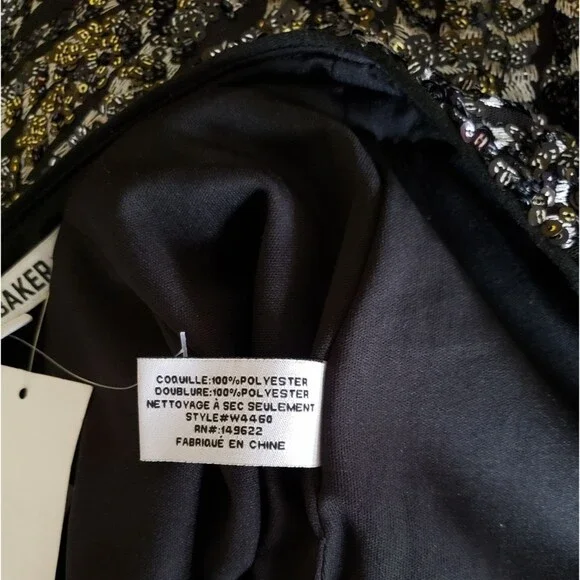 BAKER
COQUILLE:100%POLYESTER
DOUBLURE:100%POLYESTER
NETTOYAGE À SEC SEULEMENT
STYLE#W4460
RN#:149622
FABRIQUÉ EN CHINE